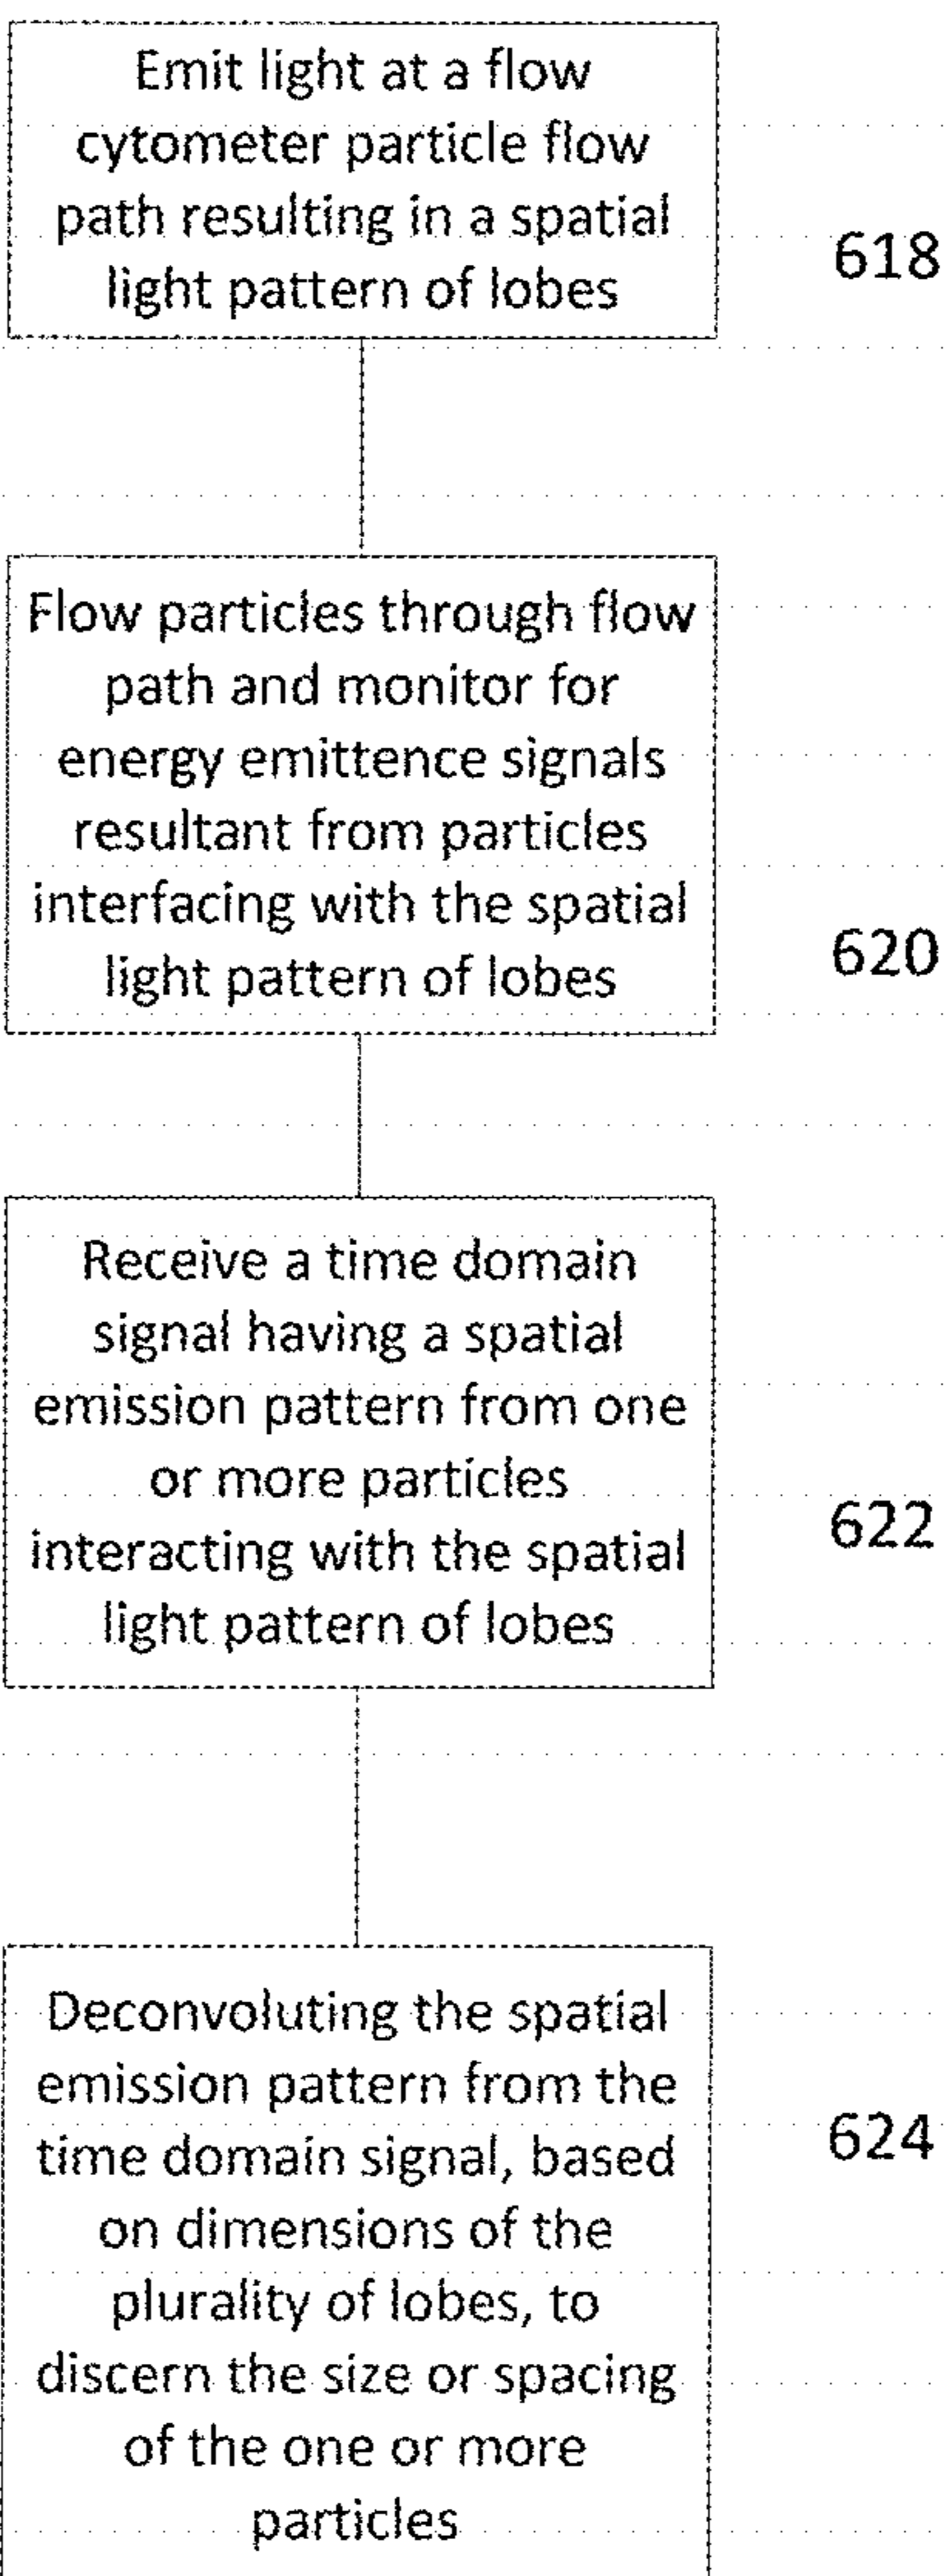 Emit light at a flow
cytometer particle flow
path resulting in a spatial
light pattern of lobes
618
Flow particles through flow
path and monitor for
energy emittence signals
resultant from particles
interfacing with the spatial
light pattern of lobes
620
Receive a time domain
signal having a spatial
emission pattern from one
or more particles
interacting with the spatial
light pattern of lobes
622
Deconvoluting the spatial
emission pattern from the
time domain signal, based
on dimensions of the
plurality of lobes, to
discern the size or spacing
of the one or more
particles
624